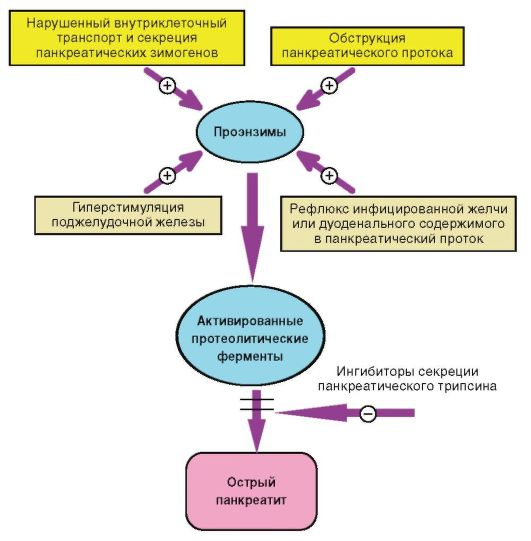 Нарушенный внутриклеточный
транспорт и секреция
панкреатических зимогенов
Обструкция
панкреатического протока
+
+
Проэнзимы
+
+
Гиперстимуляция
поджелудочной железы
Рефлюкс инфицированной желчи
или дуоденального содержимого
в панкреатический проток
Активированные
протеолитические
ферменты
Ингибиторы секреции
панкреатического трипсина
−
Острый
панкреатит